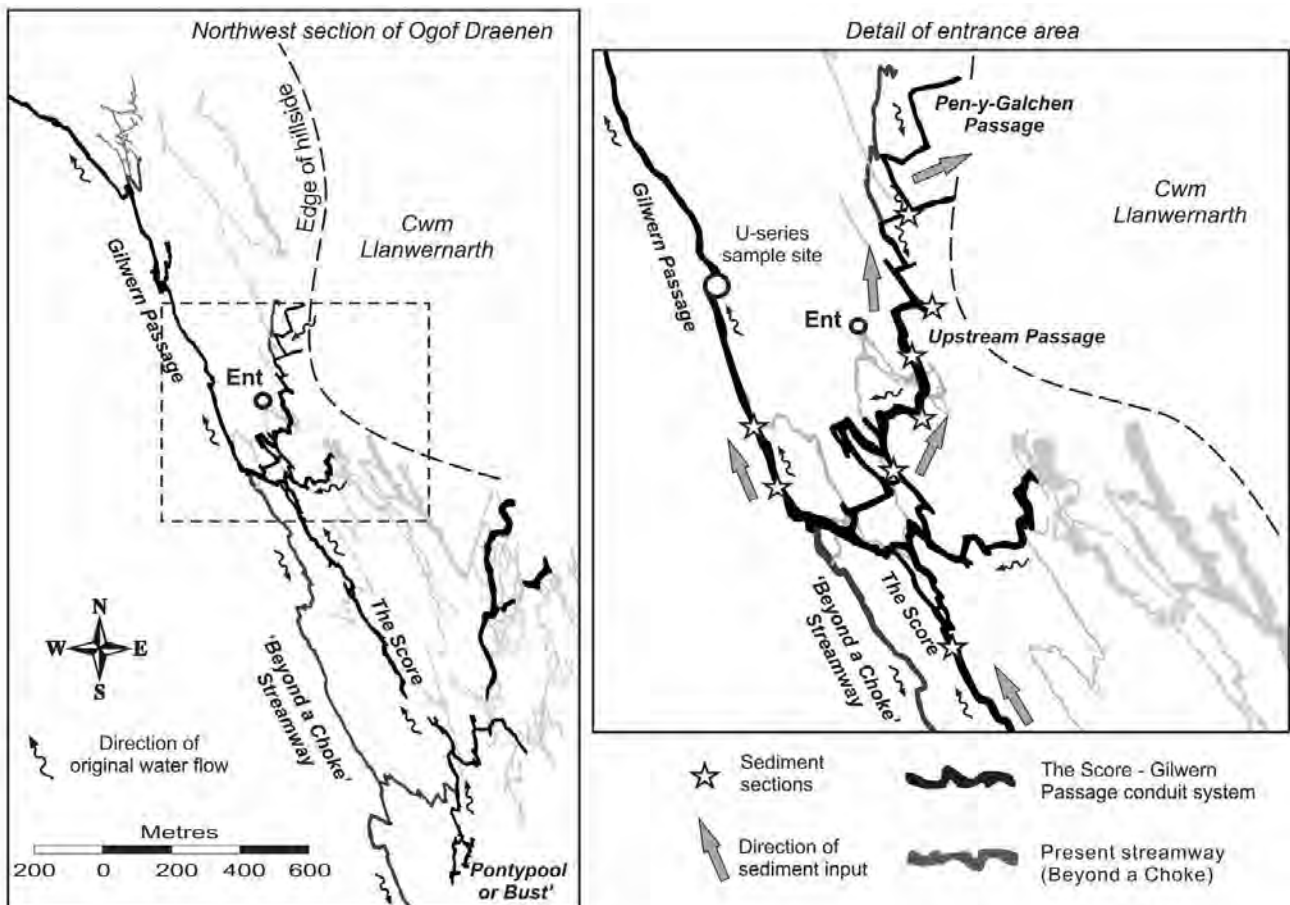 Northwest section of Ogof Draenen
Edge of hillside
Cwm
Llanwernarth
Gilwern Passage
Ent
The Score
'Beyond a Choke'
Streamway
N
W E
S
Direction of
original water flow
Metres
200 0 200 400 600
Pontypool
or Bust'
Detail of entrance area
Pen-y-Galchen
Passage
Cwm
Llanwernarth
Gilwern Passage
U-series
sample site
Ent
Upstream Passage
The Score
'Beyond a Choke'
Streamway
Sediment
sections
The Score - Gilwern
Passage conduit system
Direction of
sediment input
Present streamway
(Beyond a Choke)